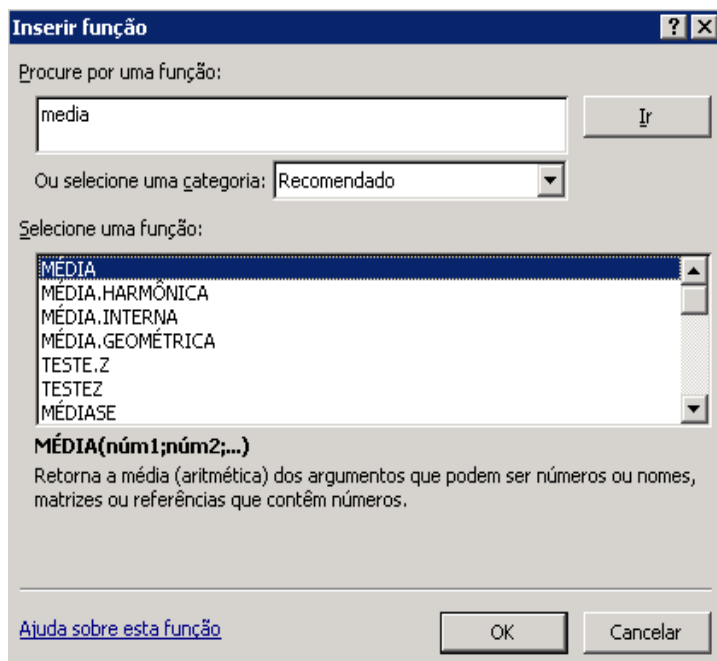 Inserir função
Procure por uma função:
media
Ir
Ou selecione uma categoria: Recomendado
Selecione uma função:
MÉDIA
MÉDIA.HARMÔNICA
MÉDIA.INTERNA
MÉDIA.GEOMÉTRICA
TESTE.Z
TESTEZ
MÉDIASE
MÉDIA(núm1;núm2;...)
Retorna a média (aritmética) dos argumentos que podem ser números ou nomes,
matrizes ou referências que contêm números.
Ajuda sobre esta função
OK
Cancelar